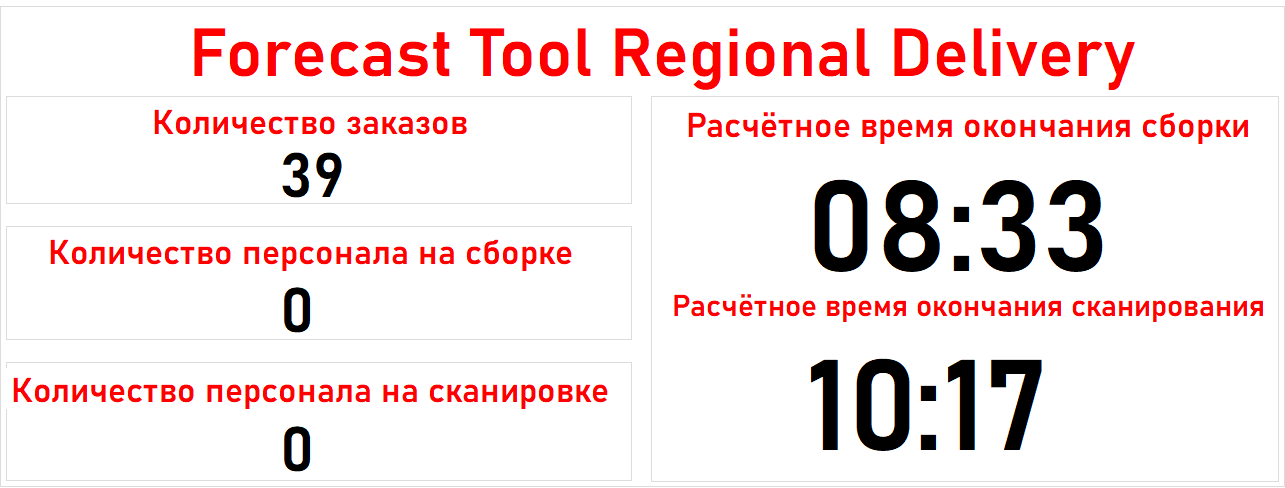 Forecast Tool Regional Delivery
Количество заказов
39
Количество персонала на сборке
0
Количество персонала на сканировке
0
Расчётное время окончания сборки
08:33
Расчётное время окончания сканирования
10:17